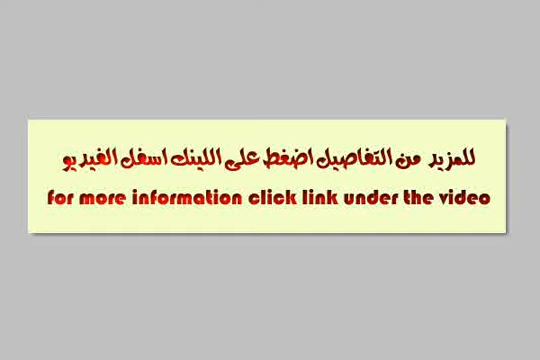 للمزيد من التفاصيل اضغط على اللينك اسفل الفيديو
for more information click link under the video